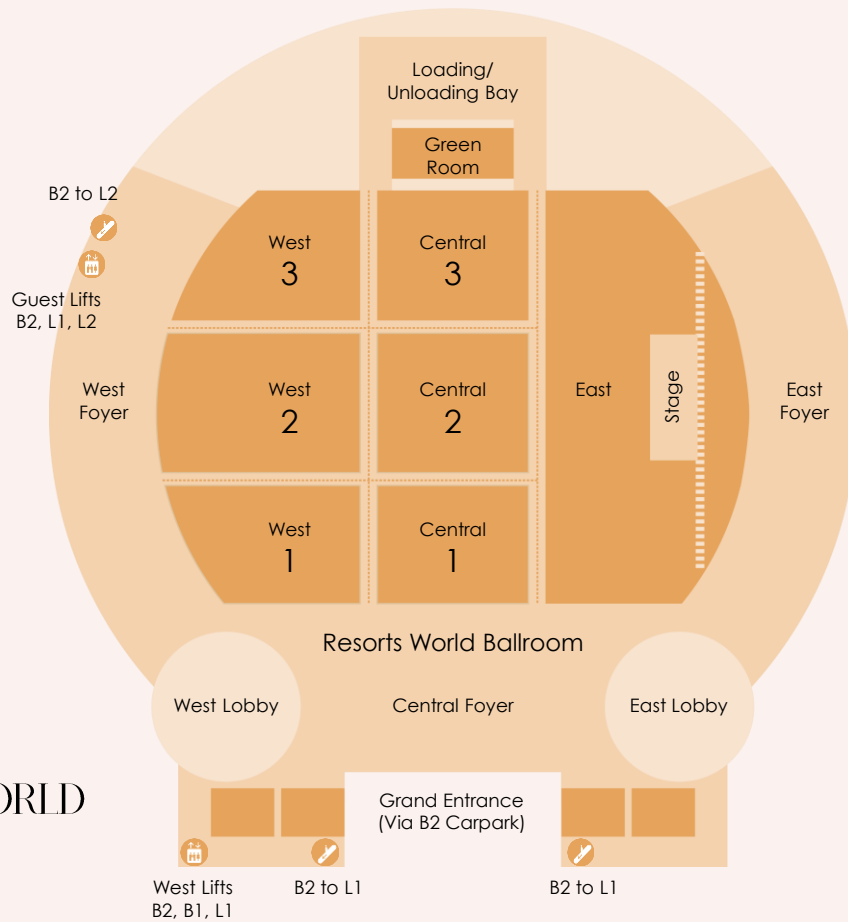 Loading/
Unloading Bay
Green
Room
B2 to L2
Guest Lifts
B2, L1, L2
West
3
Central
3
West
Foyer
West
2
Central
2
East
Stage
East
Foyer
West
1
Central
1
Resorts World Ballroom
West Lobby
Central Foyer
East Lobby
Grand Entrance
(Via B2 Carpark)
West Lifts
B2, B1, L1
B2 to L1
B2 to L1